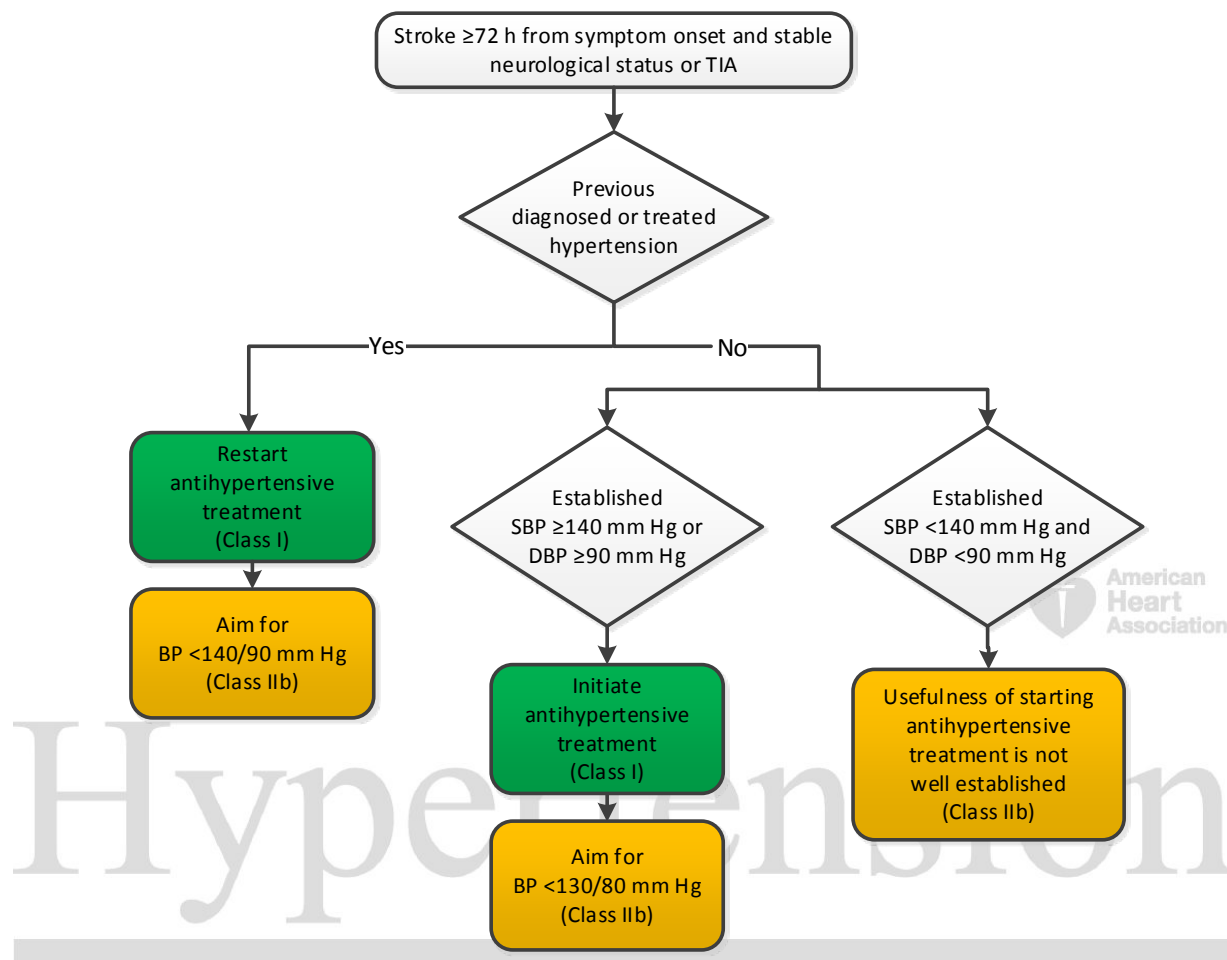 Stroke ≥72 h from symptom onset and stable
neurological status or TIA
Previous
diagnosed or treated
hypertension
Yes
No
Restart
antihypertensive
treatment
(Class I)
Aim for
BP <140/90 mm Hg
(Class IIb)
Established
SBP ≥140 mm Hg or
DBP ≥90 mm Hg
Initiate
antihypertensive
treatment
(Class I)
Aim for
BP <130/80 mm Hg
(Class IIb)
Established
SBP <140 mm Hg and
DBP <90 mm Hg
Usefulness of starting
antihypertensive
treatment is not
well established
(Class IIb)
American
Heart
Association
Hypertension